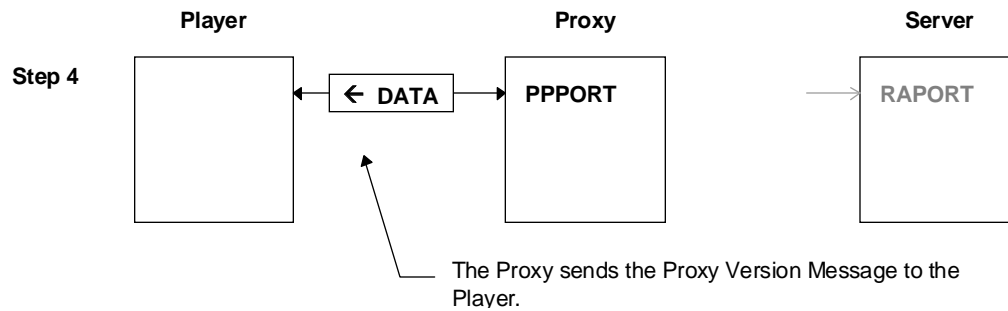 Player Proxy Server
Step 4
← DATA PPPORT RAPORT
The Proxy sends the Proxy Version Message to the
Player.